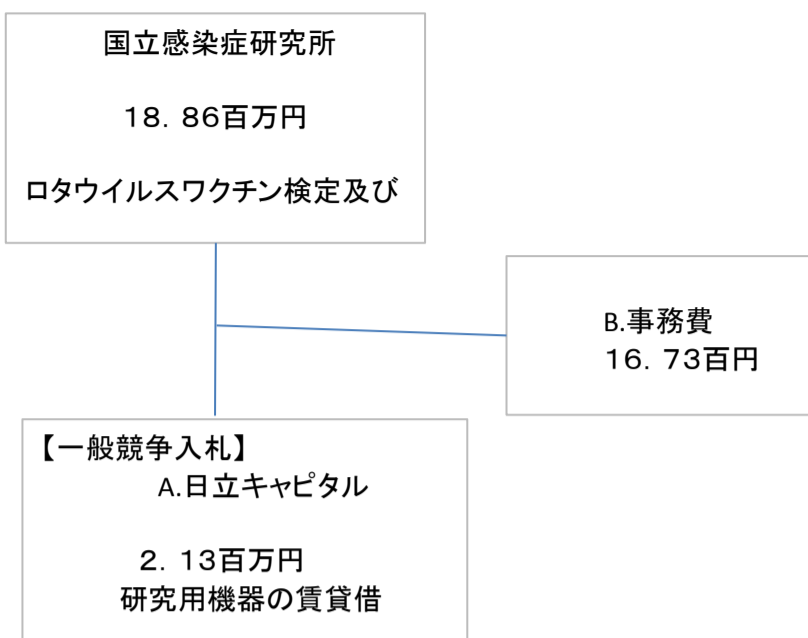 国立感染症研究所
18．86百万円
ロタウイルスワクチン検定及び
B.事務費
16．73百円
【一般競争入札】
A.日立キャピタル
2．13百万円
研究用機器の賃貸借